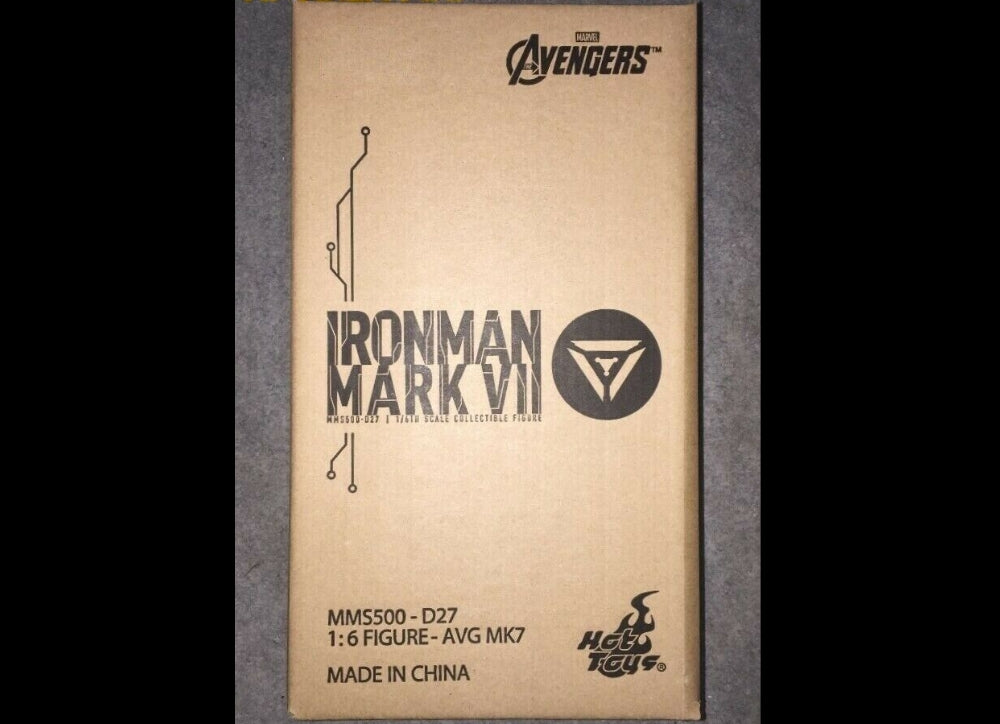 MARVEL
THE AVENGERS™
IRONMAN
MARK VII
MMS500-D27 | 1/6TH SCALE COLLECTIBLE FIGURE
MMS500 - D27
1:6 FIGURE - AVG MK7
MADE IN CHINA
Hot
Toys®